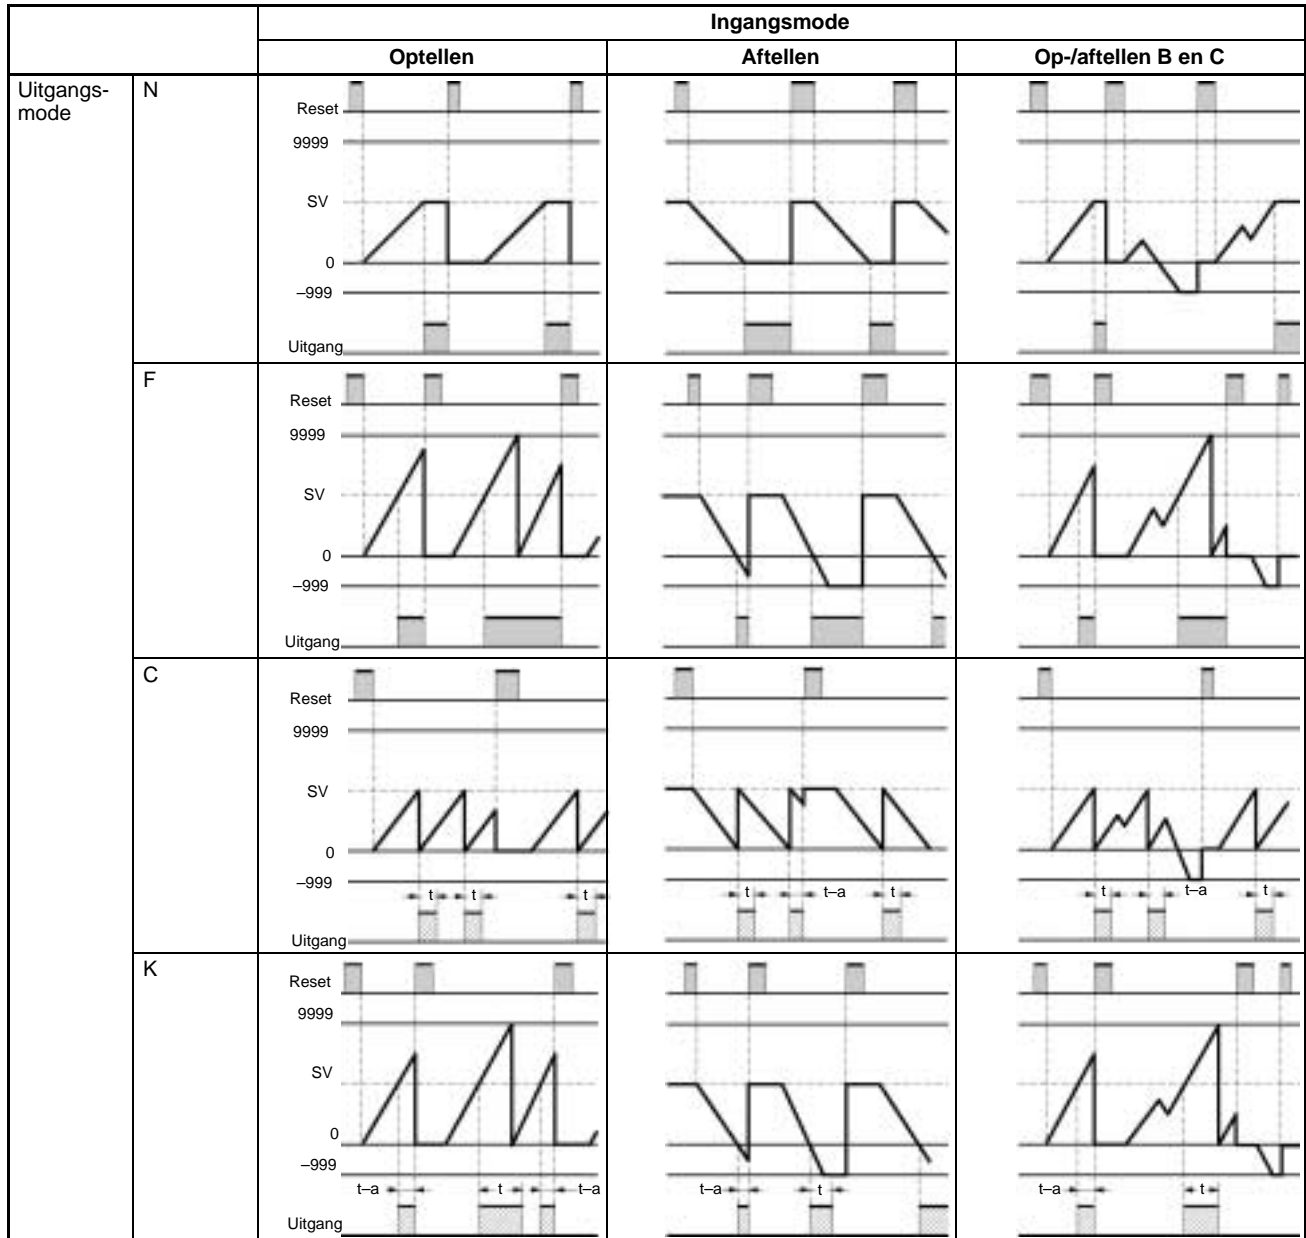 Ingangsmode
Optellen Aftellen Op-/aftellen B en C
Uitgangs-
mode
N
Reset
9999
SV
0
–999
Uitgang
F
Reset
9999
SV
0
–999
Uitgang
C
Reset
9999
SV
0
–999
t t t t t–a t t t–a t
Uitgang
K
Reset
9999
SV
0
–999
t–a t t–a t–a t t–a t
Uitgang